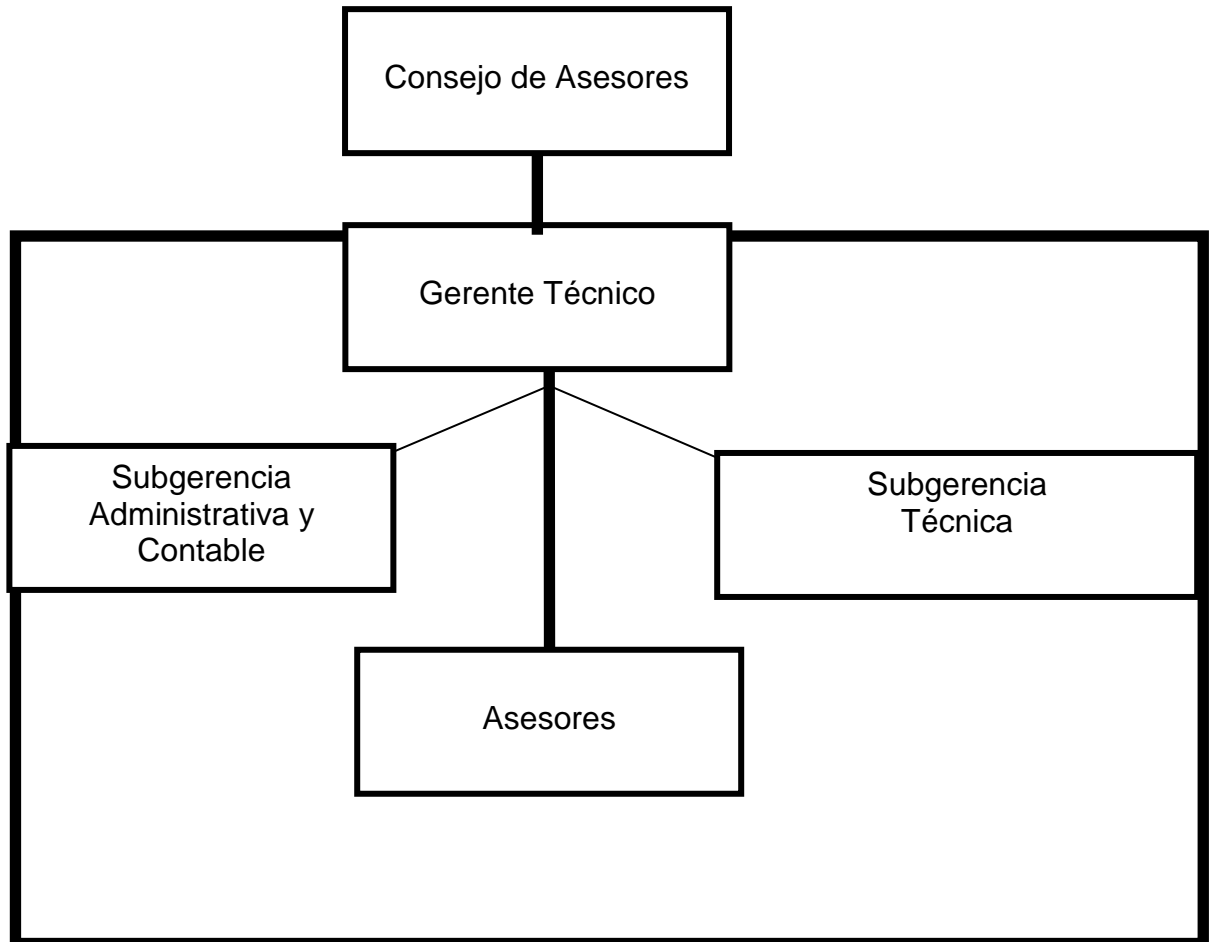 Consejo de Asesores
Gerente Técnico
Subgerencia
Administrativa y
Contable
Subgerencia
Técnica
Asesores